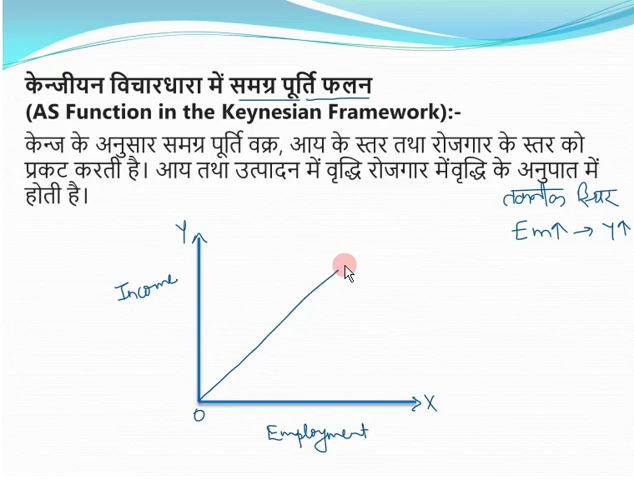 केन्जीयन विचारधारा में समग्र पूर्ति फलन
(AS Function in the Keynesian Framework):-
केन्ज के अनुसार समग्र पूर्ति वक्र, आय के स्तर तथा रोजगार के स्तर को
प्रकट करती है। आय तथा उत्पादन में वृद्धि रोजगार मेंवृद्धि के अनुपात में
होती है।
तकनीक स्थिर
Em↑ → Y↑
Y
Income
O
X
Employment